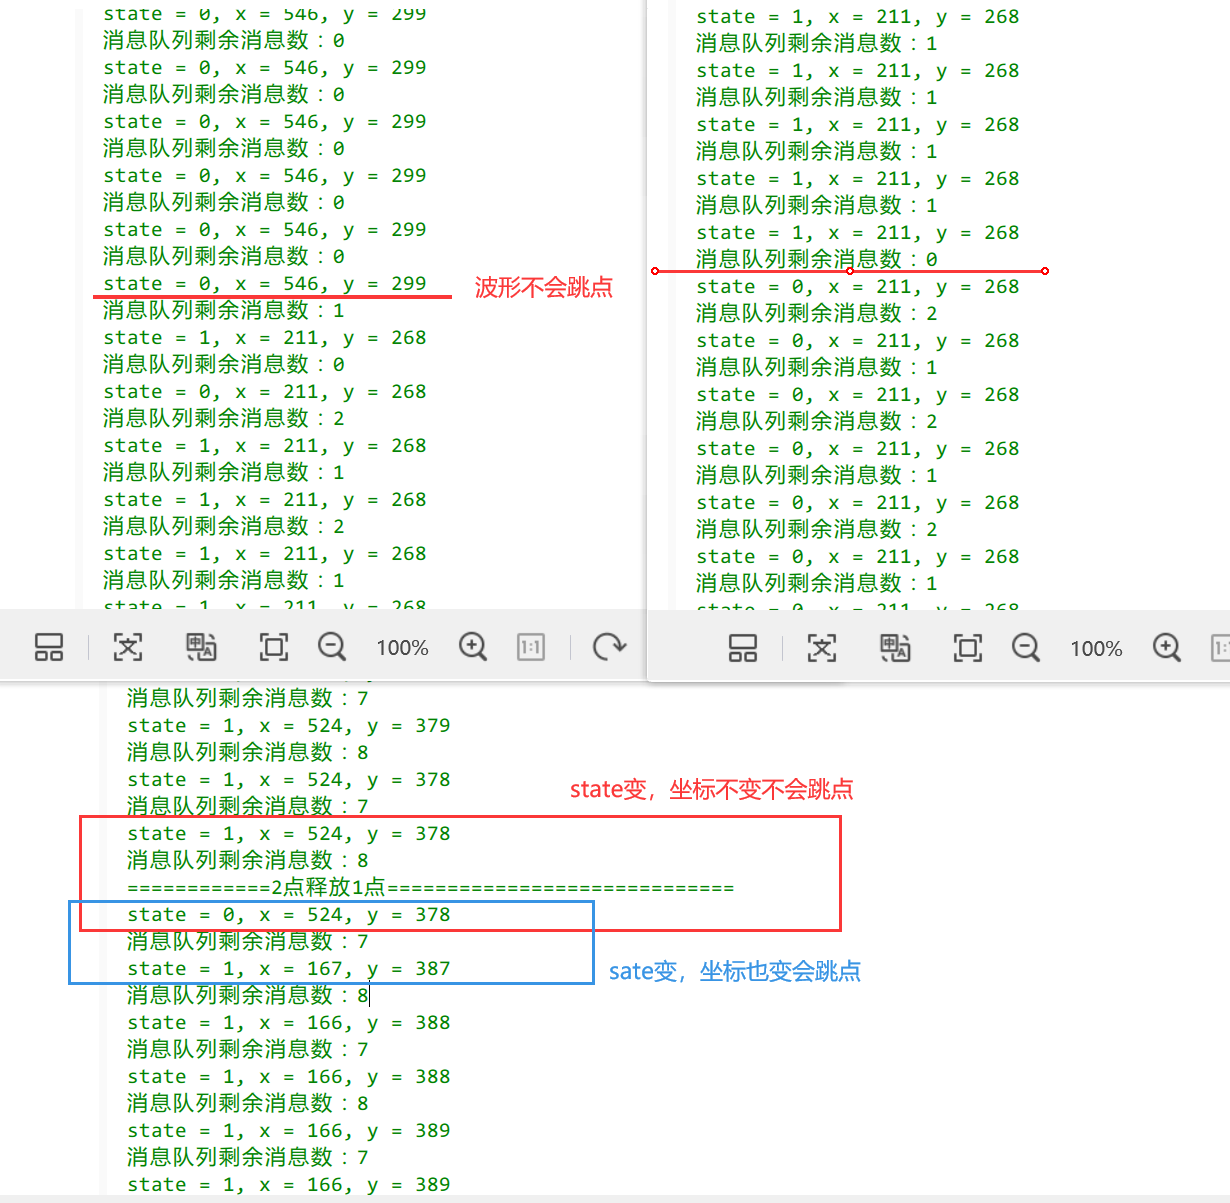 state = 0, x = 546, y = 299
消息队列剩余消息数：0
state = 0, x = 546, y = 299
消息队列剩余消息数：0
state = 0, x = 546, y = 299
消息队列剩余消息数：0
state = 0, x = 546, y = 299
消息队列剩余消息数：0
state = 0, x = 546, y = 299
消息队列剩余消息数：0
state = 0, x = 546, y = 299
波形不会跳点
消息队列剩余消息数：1
state = 1, x = 211, y = 268
消息队列剩余消息数：0
state = 0, x = 211, y = 268
消息队列剩余消息数：2
state = 1, x = 211, y = 268
消息队列剩余消息数：1
state = 1, x = 211, y = 268
消息队列剩余消息数：2
state = 1, x = 211, y = 268
消息队列剩余消息数：1
state = 1, x = 211, y = 268
100%
1:1
state = 1, x = 211, y = 268
消息队列剩余消息数：1
state = 1, x = 211, y = 268
消息队列剩余消息数：1
state = 1, x = 211, y = 268
消息队列剩余消息数：1
state = 1, x = 211, y = 268
消息队列剩余消息数：1
state = 1, x = 211, y = 268
消息队列剩余消息数：0
state = 0, x = 211, y = 268
消息队列剩余消息数：2
state = 0, x = 211, y = 268
消息队列剩余消息数：1
state = 0, x = 211, y = 268
消息队列剩余消息数：2
state = 0, x = 211, y = 268
消息队列剩余消息数：1
state = 0, x = 211, y = 268
消息队列剩余消息数：2
state = 0, x = 211, y = 268
消息队列剩余消息数：1
state = 0, x = 211, y = 268
100%
消息队列剩余消息数：7
state = 1, x = 524, y = 379
消息队列剩余消息数：8
state = 1, x = 524, y = 378
state变，坐标不变不会跳点
消息队列剩余消息数：7
state = 1, x = 524, y = 378
消息队列剩余消息数：8
============2点释放1点=============================
state = 0, x = 524, y = 378
消息队列剩余消息数：7
state = 1, x = 167, y = 387
sate变，坐标也变会跳点
消息队列剩余消息数：8
state = 1, x = 166, y = 388
消息队列剩余消息数：7
state = 1, x = 166, y = 388
消息队列剩余消息数：8
state = 1, x = 166, y = 389
消息队列剩余消息数：7
state = 1, x = 166, y = 389